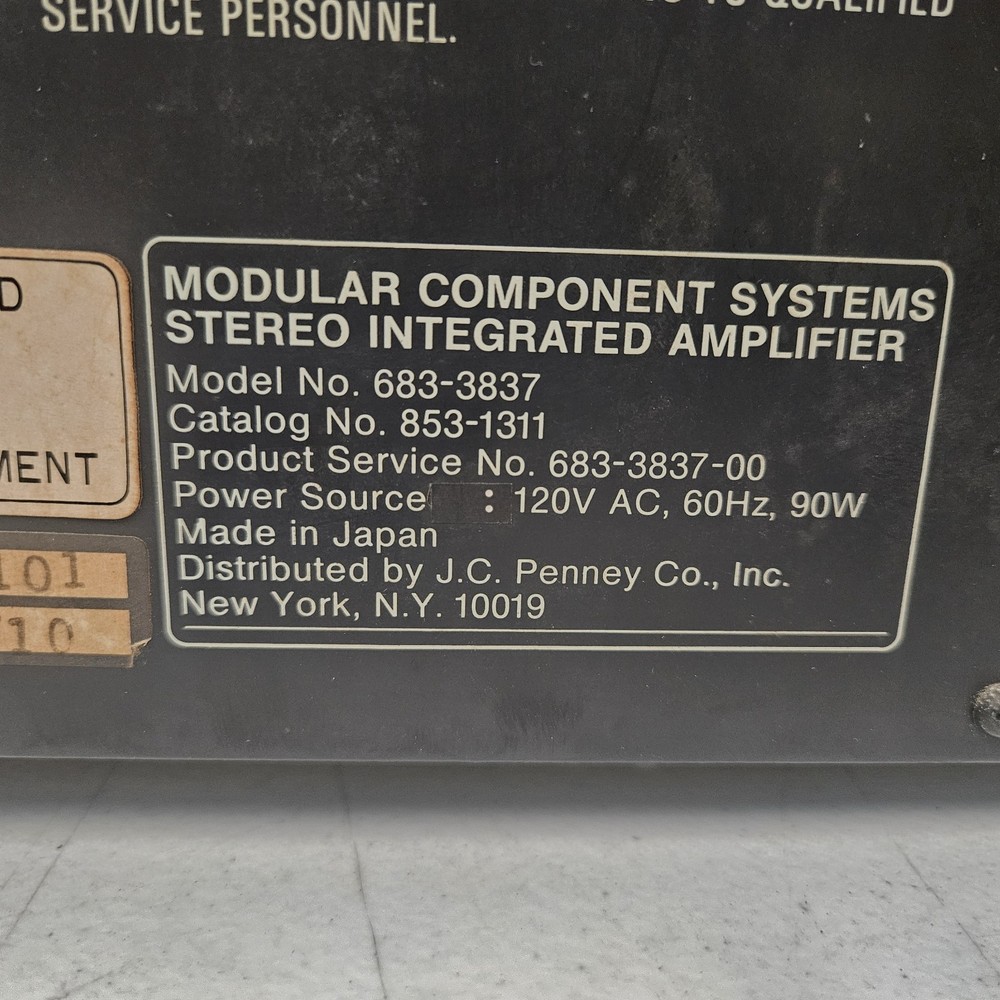 TO QUALIFIED
SERVICE PERSONNEL.
MODULAR COMPONENT SYSTEMS
STEREO INTEGRATED AMPLIFIER
Model No. 683-3837
Catalog No. 853-1311
Product Service No. 683-3837-00
Power Source : 120V AC, 60Hz, 90W
Made in Japan
Distributed by J.C. Penney Co., Inc.
New York, N.Y. 10019
D
MENT
101
10